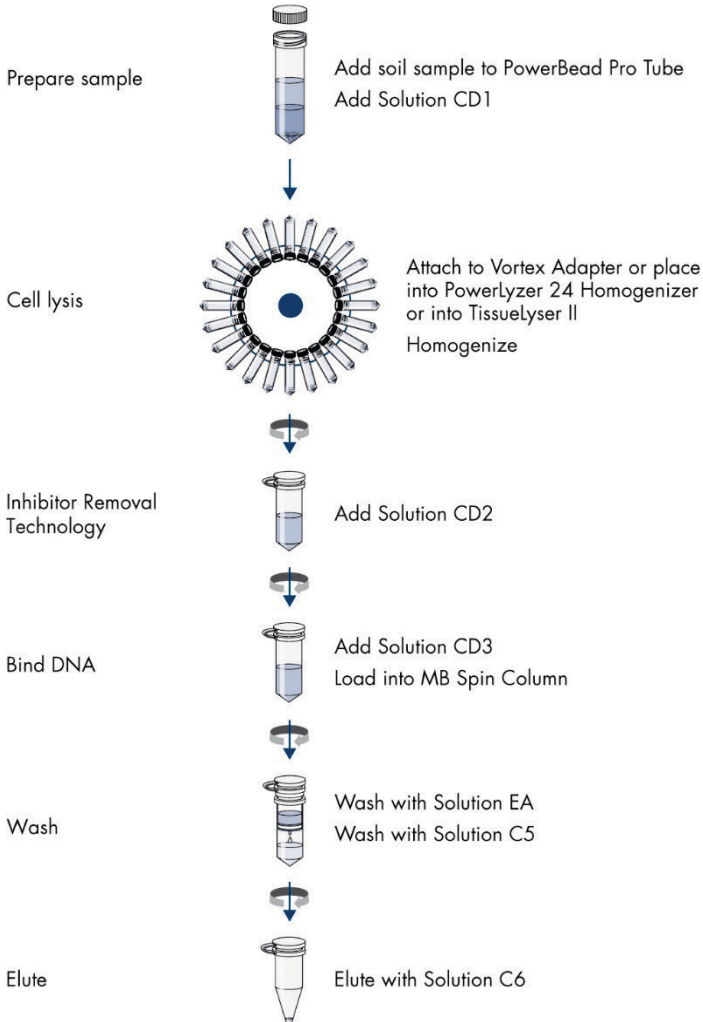 Prepare sample
Add soil sample to PowerBead Pro Tube
Add Solution CD1
Cell lysis
Attach to Vortex Adapter or place
into PowerLyzer 24 Homogenizer
or into TissueLyser II
Homogenize
Inhibitor Removal
Technology
Add Solution CD2
Bind DNA
Add Solution CD3
Load into MB Spin Column
Wash
Wash with Solution EA
Wash with Solution C5
Elute
Elute with Solution C6